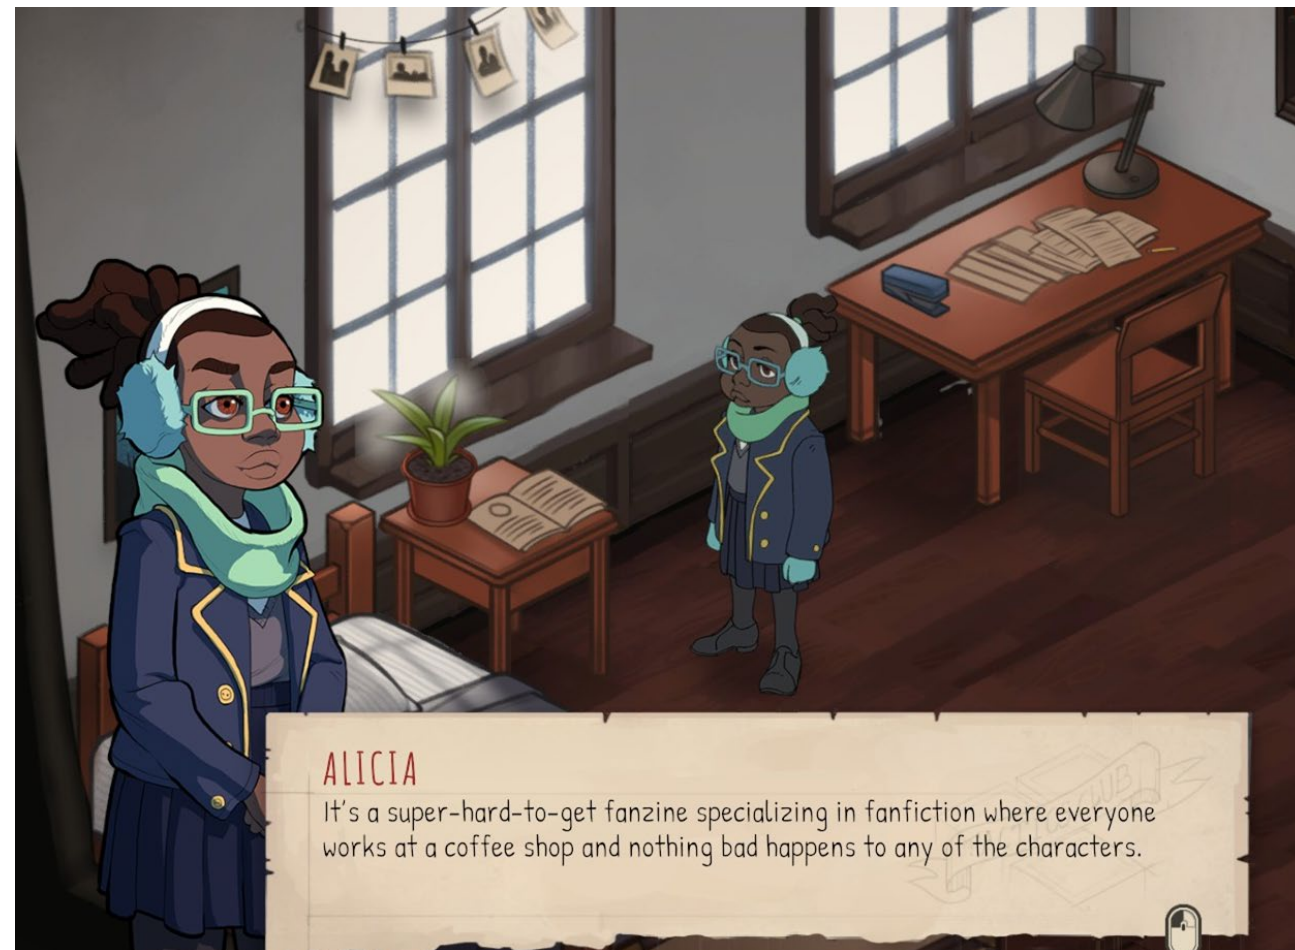 ALICIA
It's a super-hard-to-get fanzine specializing in fanfiction where everyone
works at a coffee shop and nothing bad happens to any of the characters.
CLUB